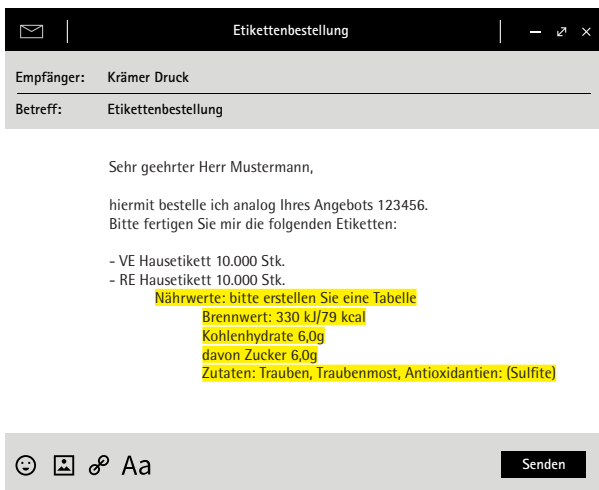 Etikettenbestellung
Empfänger: Krämer Druck
Betreff: Etikettenbestellung
Sehr geehrter Herr Mustermann,
hiermit bestelle ich analog Ihres Angebots 123456.
Bitte fertigen Sie mir die folgenden Etiketten:
- VE Hausetikett 10.000 Stk.
- RE Hausetikett 10.000 Stk.
Nährwerte: bitte erstellen Sie eine Tabelle
Brennwert: 330 kJ/79 kcal
Kohlenhydrate 6,0g
davon Zucker 6,0g
Zutaten: Trauben, Traubenmost, Antioxidantien: (Sulfite)
Aa
Senden